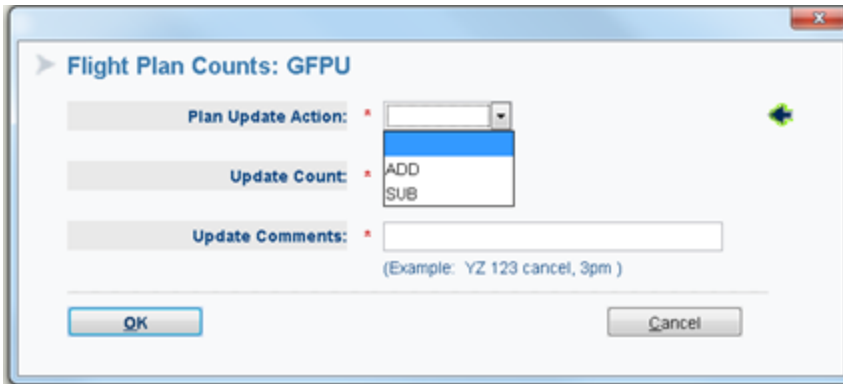 Flight Plan Counts: GFPU
Plan Update Action: *
ADD
Update Count: *
SUB
Update Comments: *
(Example: YZ 123 cancel, 3pm )
OK
Cancel